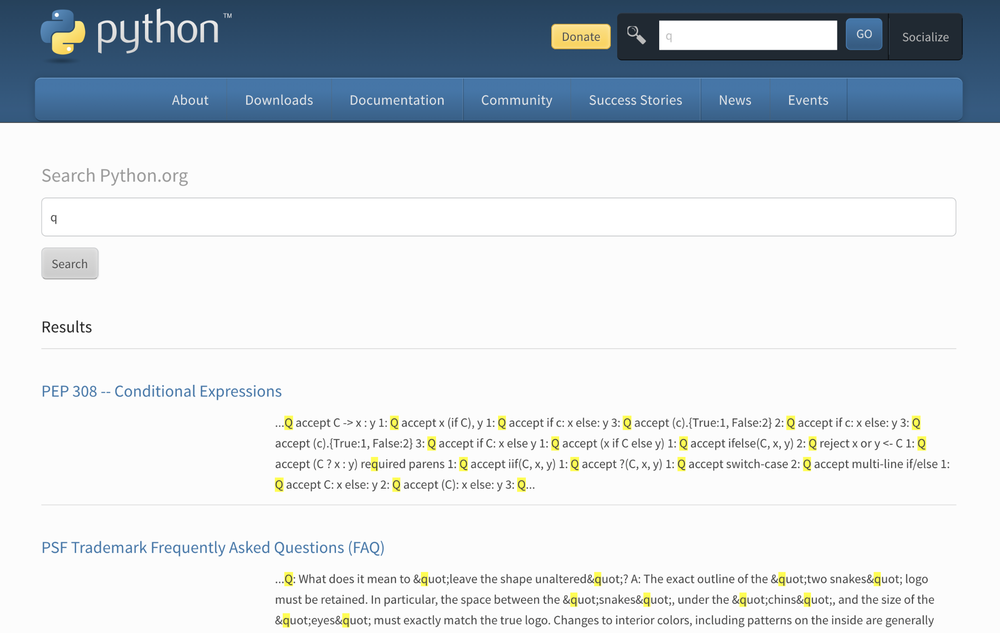 python™
Donate
q
GO
Socialize
About
Downloads
Documentation
Community
Success Stories
News
Events
Search Python.org
q
Search
Results
PEP 308 -- Conditional Expressions
...Q accept C -> x : y 1: Q accept x (if C), y 1: Q accept if c: x else: y 3: Q accept (c).{True:1, False:2} 2: Q accept if c: x else: y 3: Q
accept (c).{True:1, False:2} 3: Q accept if C: x else y 1: Q accept (x if C else y) 1: Q accept ifelse(C, x, y) 2: Q reject x or y <- C 1: Q
accept (C ? x : y) required parens 1: Q accept iif(C, x, y) 1: Q accept ?(C, x, y) 1: Q accept switch-case 2: Q accept multi-line if/else 1:
Q accept C: x else: y 2: Q accept (C): x else: y 3: Q...
PSF Trademark Frequently Asked Questions (FAQ)
...Q: What does it mean to &quot;leave the shape unaltered&quot;? A: The exact outline of the &quot;two snakes&quot; logo
must be retained. In particular, the space between the &quot;snakes&quot;, under the &quot;chins&quot;, and the size of the
&quot;eyes&quot; must exactly match the true logo. Changes to interior colors, including patterns on the inside are generally